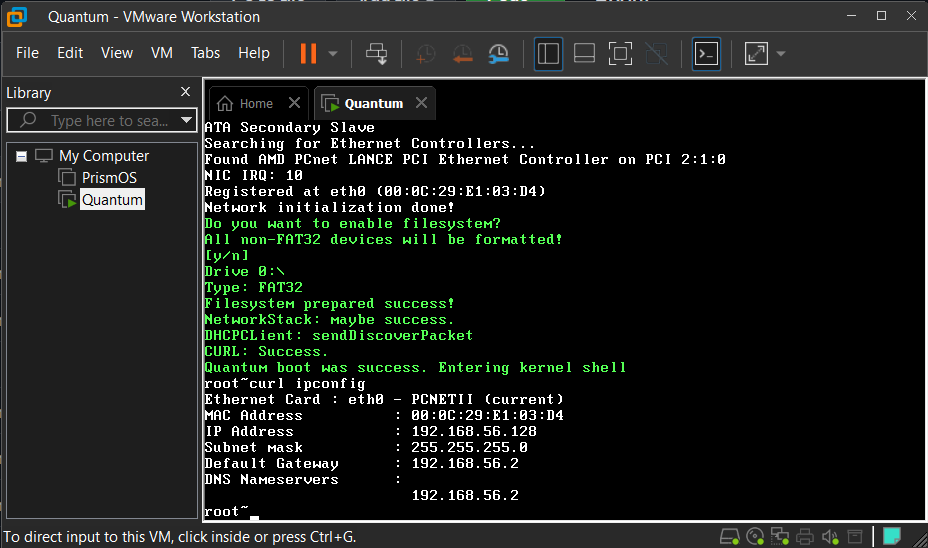 Quantum - VMware Workstation
File Edit View VM Tabs Help
Library
Type here to sea...
My Computer
PrismOS
Quantum
Home
Quantum
ATA Secondary Slave
Searching for Ethernet Controllers...
Found AMD PCnet LANCE PCI Ethernet Controller on PCI 2:1:0
NIC IRQ: 10
Registered at eth0 (00:0C:29:E1:03:D4)
Network initialization done!
Do you want to enable filesystem?
All non-FAT32 devices will be formatted!
[y/n]
Drive 0:\
Type: FAT32
Filesystem prepared success!
NetworkStack: maybe success.
DHCPCLient: sendDiscoverPacket
CURL: Success.
Quantum boot was success. Entering kernel shell
root~curl ipconfig
Ethernet Card : eth0 - PCNETII (current)
MAC Address : 00:0C:29:E1:03:D4
IP Address : 192.168.56.128
Subnet mask : 255.255.255.0
Default Gateway : 192.168.56.2
DNS Nameservers :
192.168.56.2
root~_
To direct input to this VM, click inside or press Ctrl+G.